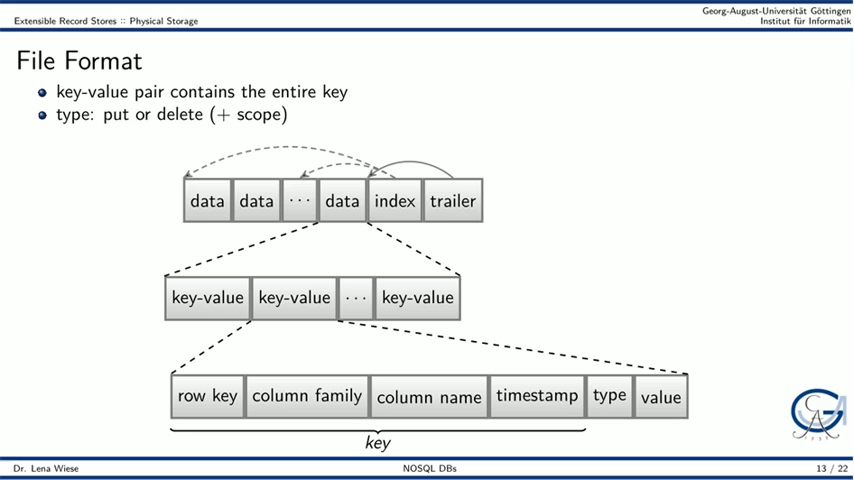 Georg-August-Universität Göttingen
Extensible Record Stores :: Physical Storage
Institut für Informatik
File Format
key-value pair contains the entire key
type: put or delete (+ scope)
data data ··· data index trailer
key-value key-value ··· key-value
row key column family column name timestamp type value
key
Dr. Lena Wiese NOSQL DBs 13 / 22